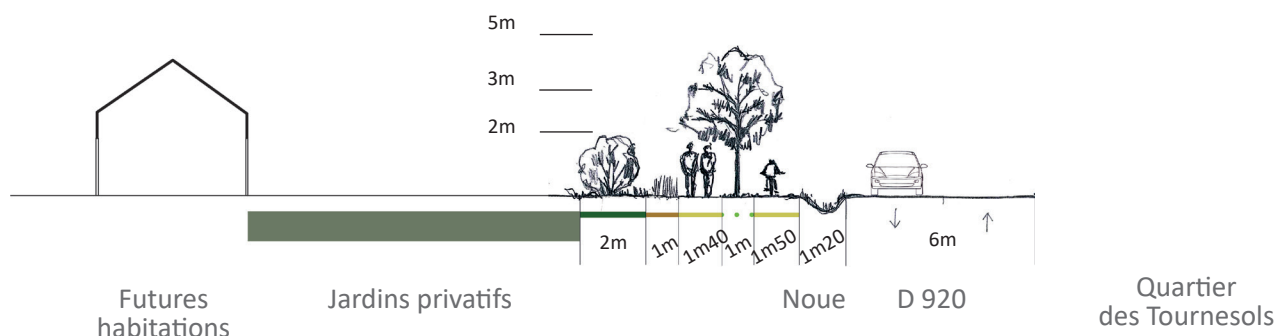 5m
3m
2m
2m
1m
1m40
1m
1m50
1m20
6m
Futures
habitations
Jardins privatifs
Noue
D 920
Quartier
des Tournesols